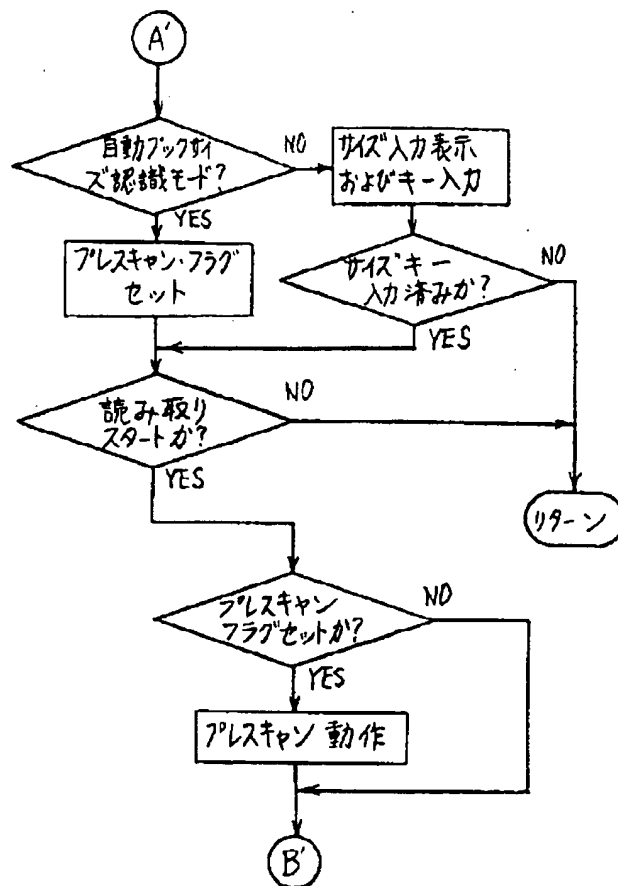 A'
自動ブックサイ
ズ認識モード?
NO
YES
サイズ入力表示
およびキー入力
プレスキャン・フラグ
セット
サイズキー
入力済みか?
NO
YES
読み取り
スタートか?
NO
YES
リターン
プレスキャン
フラグセットか?
NO
YES
プレスキャン 動作
B'